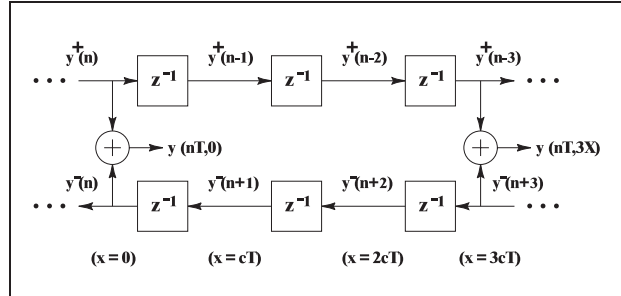 y⁺(n) y⁺(n-1) y⁺(n-2) y⁺(n-3)
• • • z⁻¹ z⁻¹ z⁻¹ • • •
+ y (nT,0) + y (nT,3X)
y⁻(n) y⁻(n+1) y⁻(n+2) y⁻(n+3)
• • • z⁻¹ z⁻¹ z⁻¹ • • •
(x = 0) (x = cT) (x = 2cT) (x = 3cT)